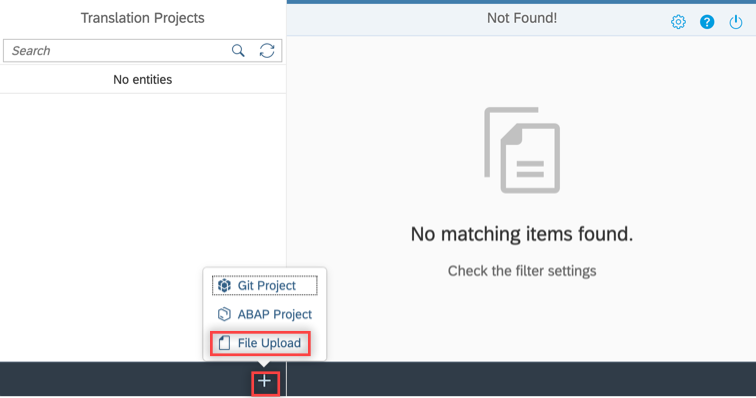 Translation Projects
Not Found!
Search
No entities
No matching items found.
Check the filter settings
Git Project
ABAP Project
File Upload